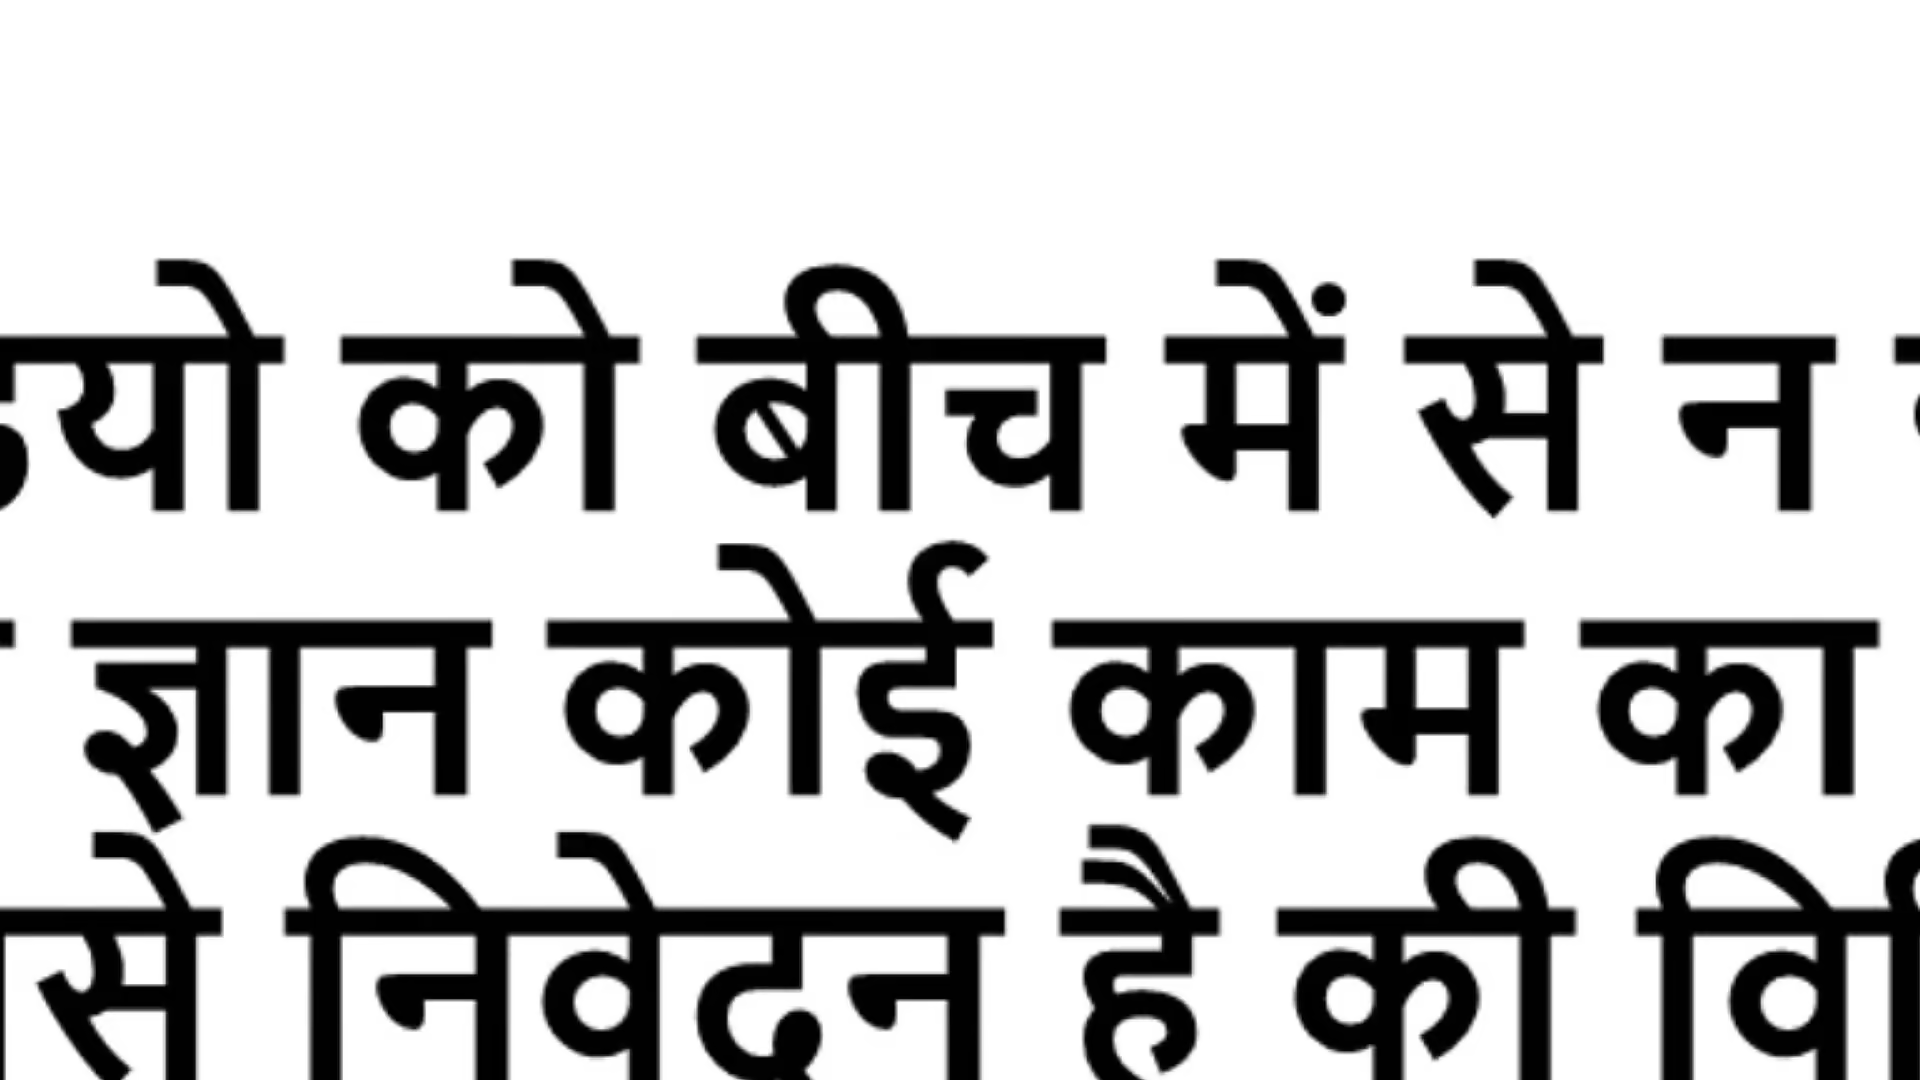 को बीच में से न
ज्ञान कोई काम का
से निवेदन है की